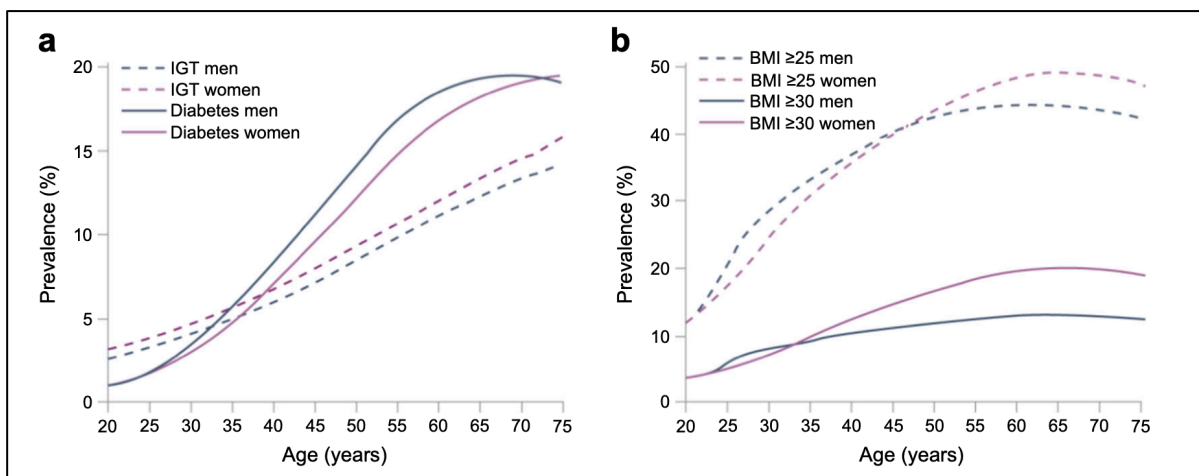 a
20
15
10
5
0
Prevalence (%)
IGT men
IGT women
Diabetes men
Diabetes women
20 25 30 35 40 45 50 55 60 65 70 75
Age (years)
b
50
40
30
20
10
0
Prevalence (%)
BMI ≥25 men
BMI ≥25 women
BMI ≥30 men
BMI ≥30 women
20 25 30 35 40 45 50 55 60 65 70 75
Age (years)